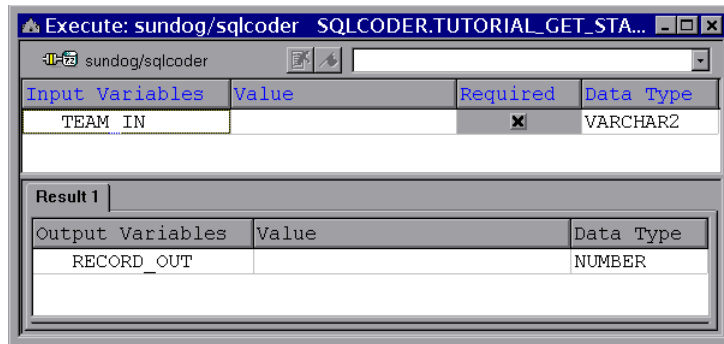 Execute: sundog/sqlcoder SQLCODER.TUTORIAL_GET_STA...
sundog/sqlcoder
Input Variables Value Required Data Type
TEAM_IN VARCHAR2
Result 1
Output Variables Value Data Type
RECORD_OUT NUMBER